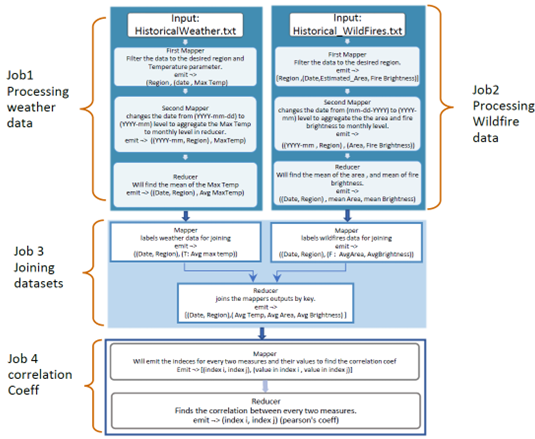 Input:
HistoricalWeather.txt
First Mapper
Filter the data to the desired region and
Temperature parameter.
emit ~>
(Region , (date , Max Temp)
Second Mapper
changes the date from (YYYY-mm-dd) to
(YYYY-mm) level to aggregate the Max Temp
to monthly level in reducer.
emit ~> ((YYYY-mm, Region) , MaxTemp)
Reducer
Will find the mean of the Max Temp
emit ~> ((Date, Region) , Avg MaxTemp)
Job1
Processing
weather
data
Input:
Historical_WildFires.txt
First Mapper
Filter the data to the desired region.
emit ~>
(Region ,(Date,Estimated_Area, Fire Brightness))
Second Mapper
changes the date from (mm-dd-YYYY) to (YYYY-
mm) level to aggregate the the area and fire
brightness to monthly level.
emit ~>
((YYYY-mm , Region) , (Area, Fire Brightness))
Reducer
Will find the mean of the area , and mean of fire
brightness.
emit ~>
((Date, Region) , mean Area, mean Brightness)
Job2
Processing
Wildfire
data
Job 3
Joining
datasets
Mapper
labels weather data for joining
emit ~>
((Date, Region), (T: Avg max temp))
Mapper
labels wildfires data for joining
emit ~>
((Date, Region), (F : AvgArea, AvgBrightness))
Reducer
joins the mappers outputs by key.
emit ~>
[(Date, Region),( Avg Temp, Avg Area, Avg Brightness) ]
Job 4
correlation
Coeff
Mapper
Will emit the indeces for every two measures and their values to find the correlation coef
Emit ~> [(index i, index j), (value in index i , value in index j)]
Reducer
Finds the correlation between every two measures.
emit ~> (index i, index j) (pearson's coeff)